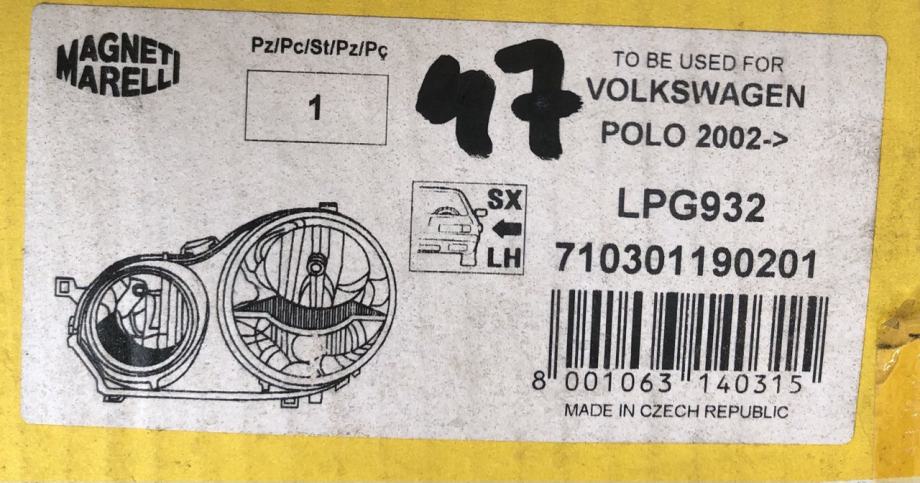 MAGNETI
MARELLI
Pz/Pc/St/Pz/Pç
1
47
TO BE USED FOR
VOLKSWAGEN
POLO 2002->
SX
LH
LPG932
710301190201
8 001063 140315
MADE IN CZECH REPUBLIC